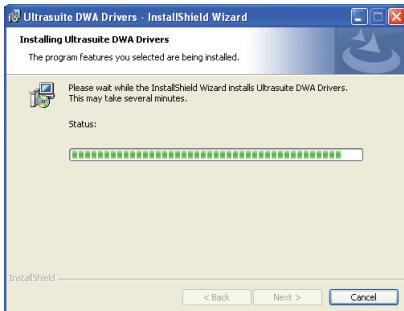 Ultrasuite DWA Drivers - InstallShield Wizard
Installing Ultrasuite DWA Drivers
The program features you selected are being installed.
Please wait while the InstallShield Wizard installs Ultrasuite DWA Drivers.
This may take several minutes.
Status:
InstallShield
< Back
Next >
Cancel